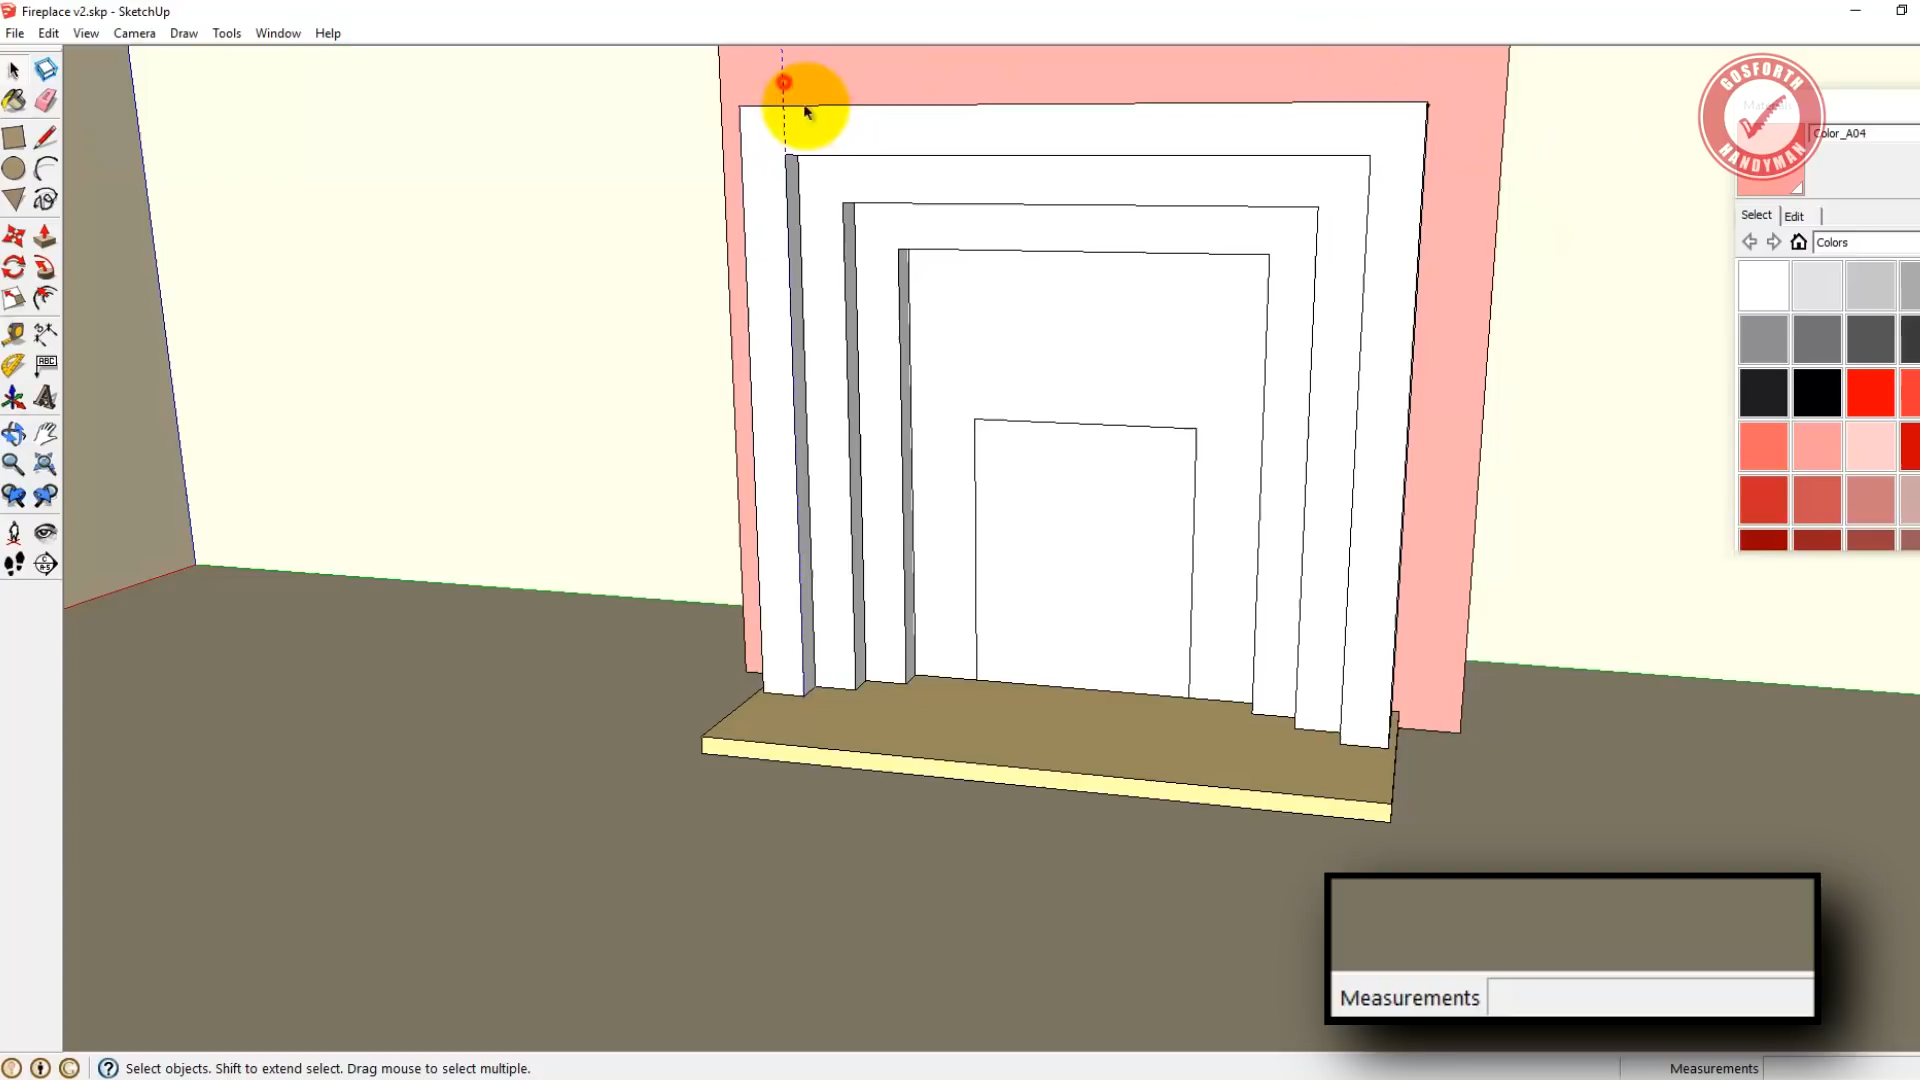 Fireplace v2.skp - SketchUp
File Edit View Camera Draw Tools Window Help
GOSFORTH
HANDYMAN
Color_A04
Select Edit
Colors
ABC
Measurements
Select objects. Shift to extend select. Drag mouse to select multiple.
Measurements